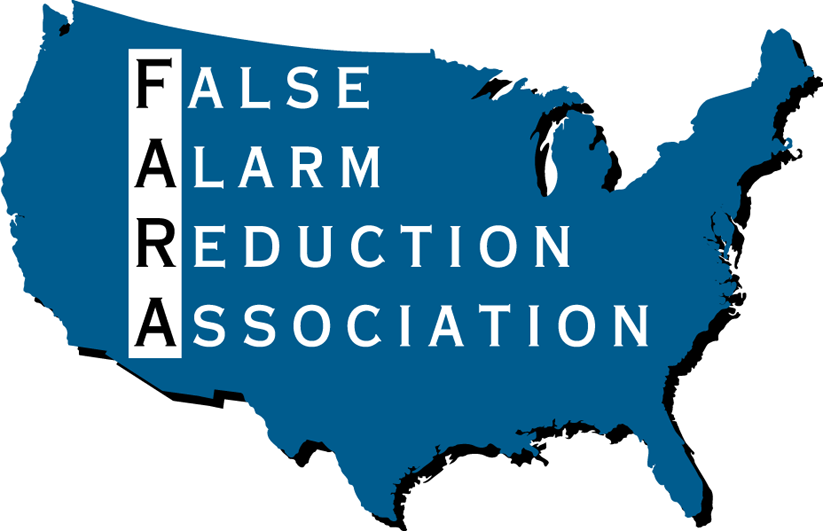 FALSE
ALARM
REDUCTION
ASSOCIATION